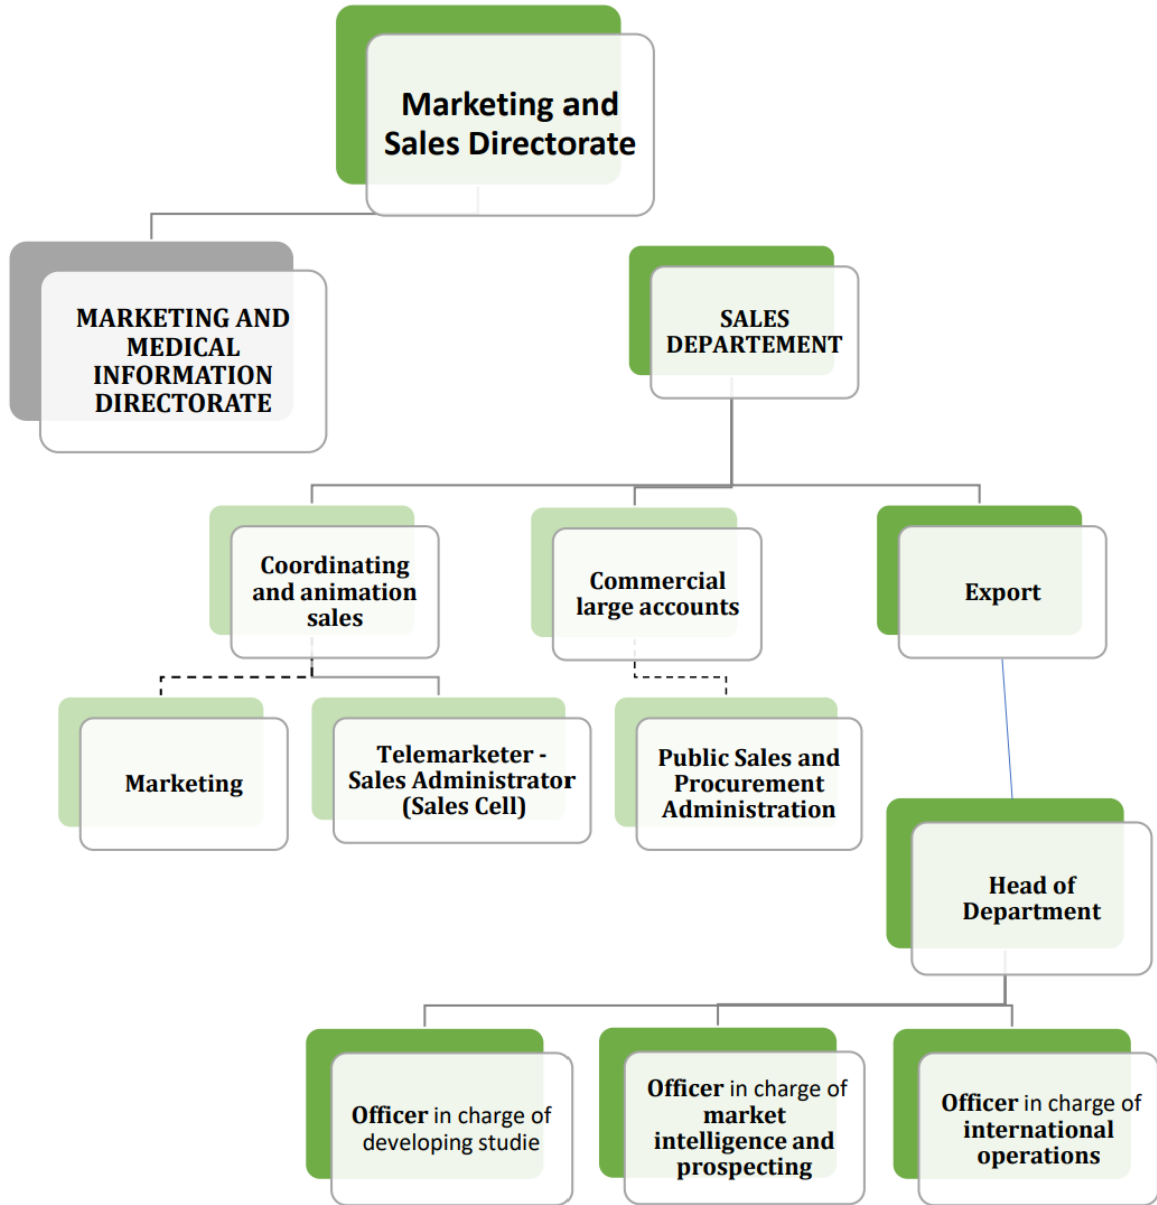 Marketing and
Sales Directorate
MARKETING AND
MEDICAL
INFORMATION
DIRECTORATE
SALES
DEPARTEMENT
Coordinating
and animation
sales
Commercial
large accounts
Export
Marketing
Telemarketer -
Sales Administrator
(Sales Cell)
Public Sales and
Procurement
Administration
Head of
Department
Officer in charge of
developing studie
Officer in charge of
market
intelligence and
prospecting
Officer in charge of
international
operations